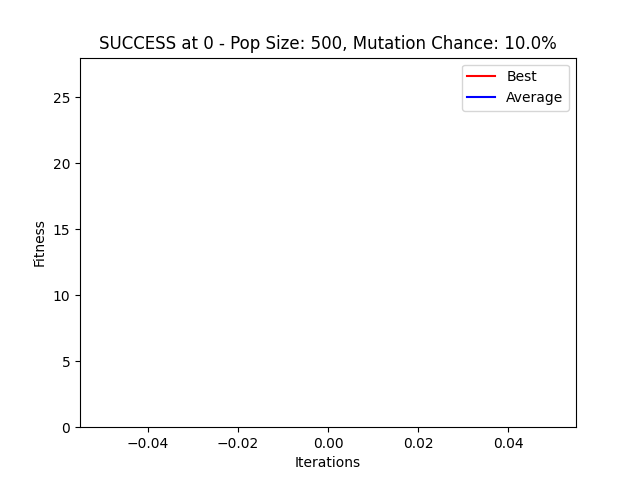 SUCCESS at 0 - Pop Size: 500, Mutation Chance: 10.0%
Best
Average
25
20
15
10
5
0
Fitness
−0.04 −0.02 0.00 0.02 0.04
Iterations